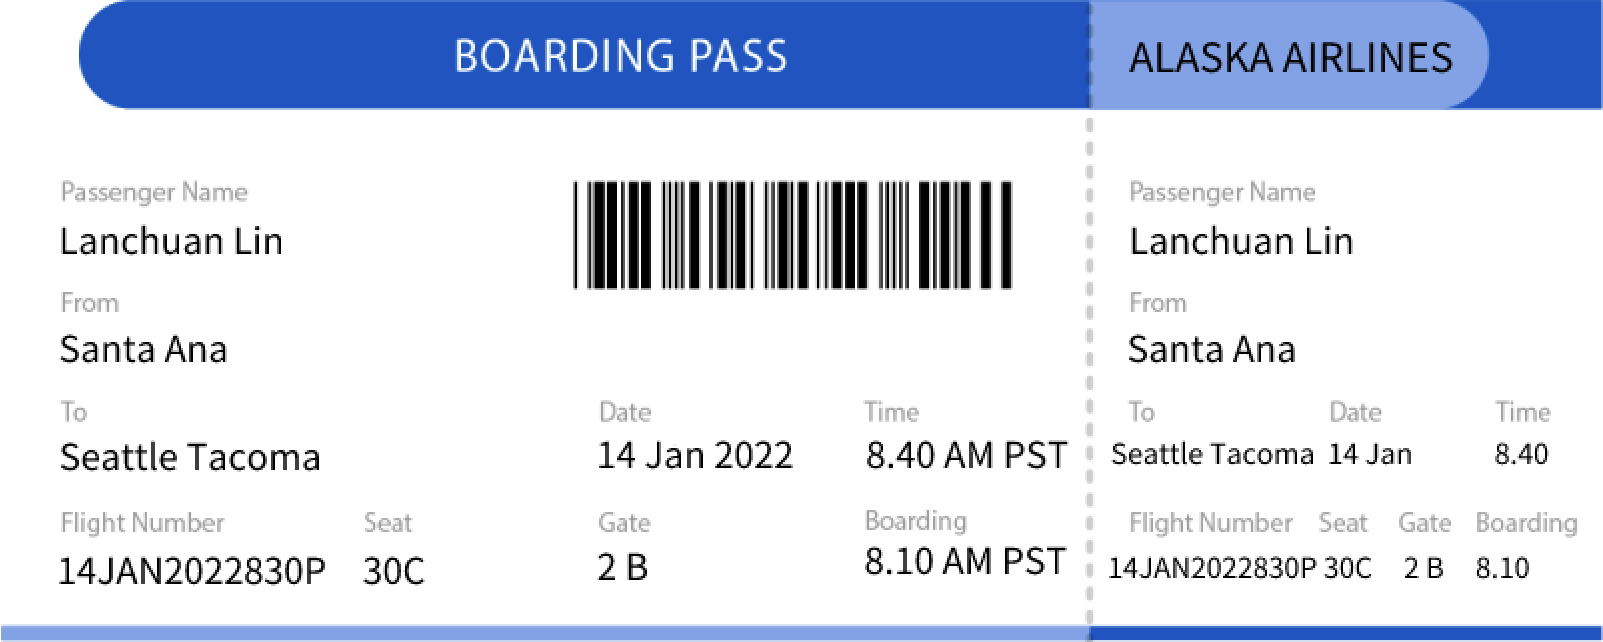 BOARDING PASS
ALASKA AIRLINES
Passenger Name
Lanchuan Lin
From
Santa Ana
To
Seattle Tacoma
Date
14 Jan 2022
Time
8.40 AM PST
Flight Number
14JAN2022830P
Seat
30C
Gate
2 B
Boarding
8.10 AM PST
Passenger Name
Lanchuan Lin
From
Santa Ana
To
Seattle Tacoma
Date
14 Jan
Time
8.40
Flight Number
14JAN2022830P
Seat
30C
Gate
2 B
Boarding
8.10